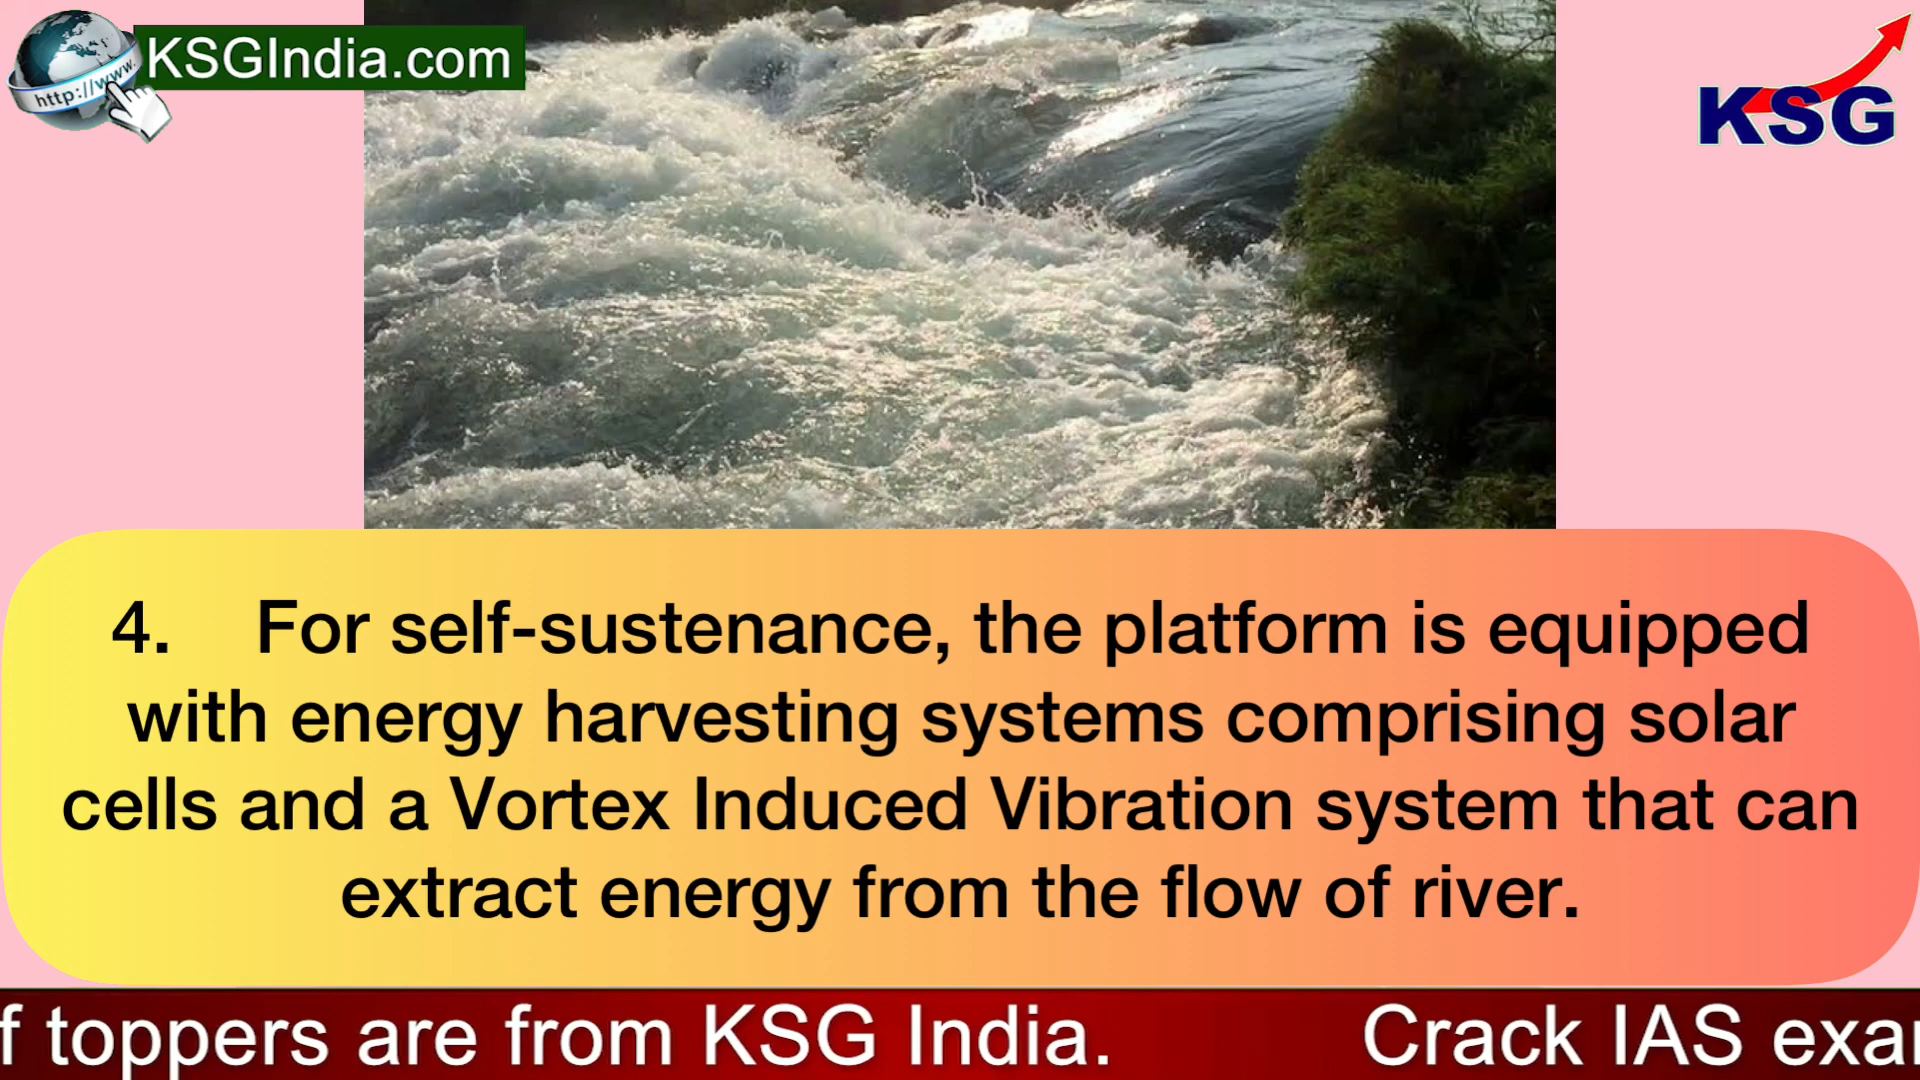 http://www.
KSGIndia.com
KSG
4. For self-sustenance, the platform is equipped
with energy harvesting systems comprising solar
cells and a Vortex Induced Vibration system that can
extract energy from the flow of river.
f toppers are from KSG India. Crack IAS exa